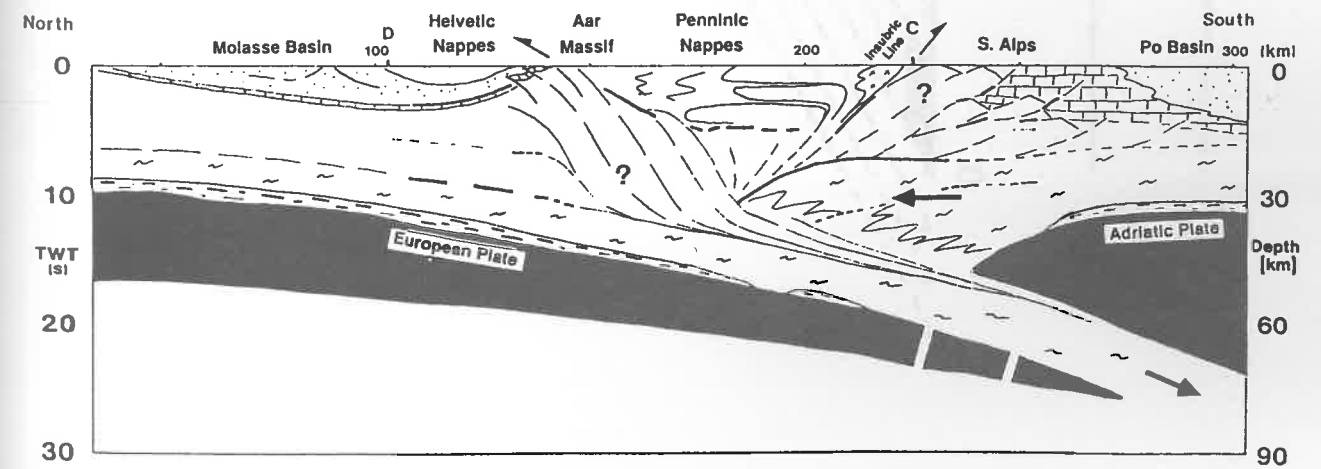 North
South
D
Helvetic
Nappes
Aar
Massif
Penninic
Nappes
Insubric
Line
C
S. Alps
Po Basin
Molasse Basin
100
200
300
[km]
0
0
?
?
10
30
TWT
[S]
European Plate
Adriatic Plate
Depth
[km]
20
60
30
90